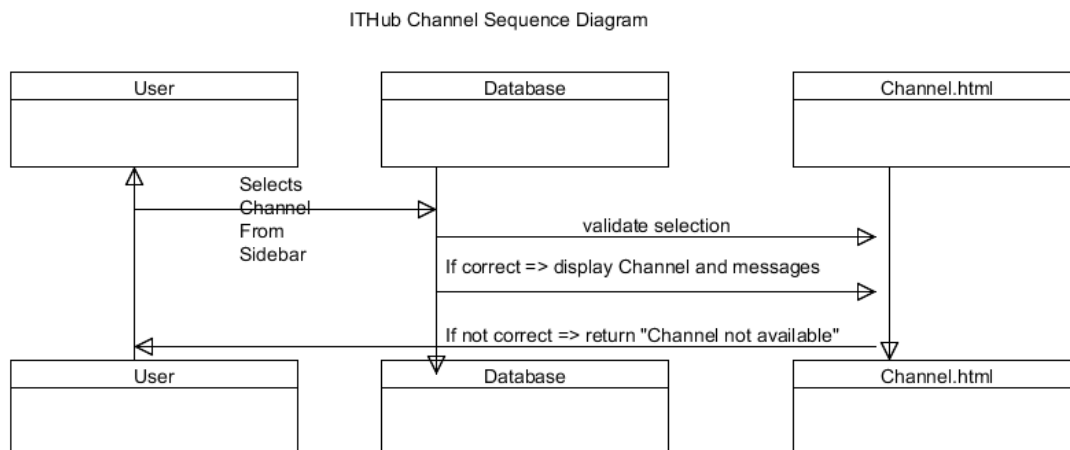 ITHub Channel Sequence Diagram
User
Database
Channel.html
Selects
Channel
From
Sidebar
validate selection
If correct => display Channel and messages
If not correct => return "Channel not available"
User
Database
Channel.html